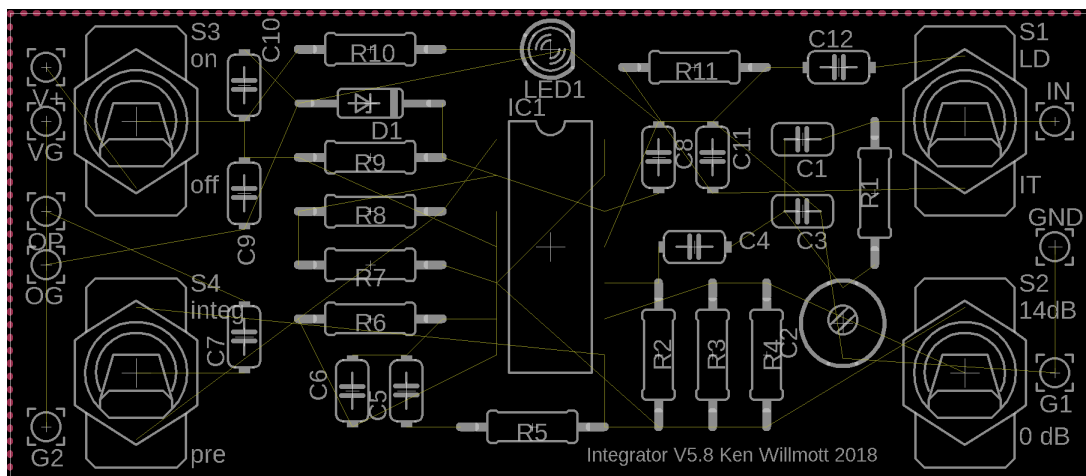 S3
on
C10
R10
LED1
C12
S1
LD
R11
V+
D1
IC1
IN
VG
R9
C8
C11
C1
R1
off
IT
R8
C3
GND
OP
C9
C4
R7
OG
S4
integ
S2
14dB
R6
C7
R2
R3
R4
C2
C6
C5
G1
R5
0 dB
G2
pre
Integrator V5.8 Ken Willmott 2018